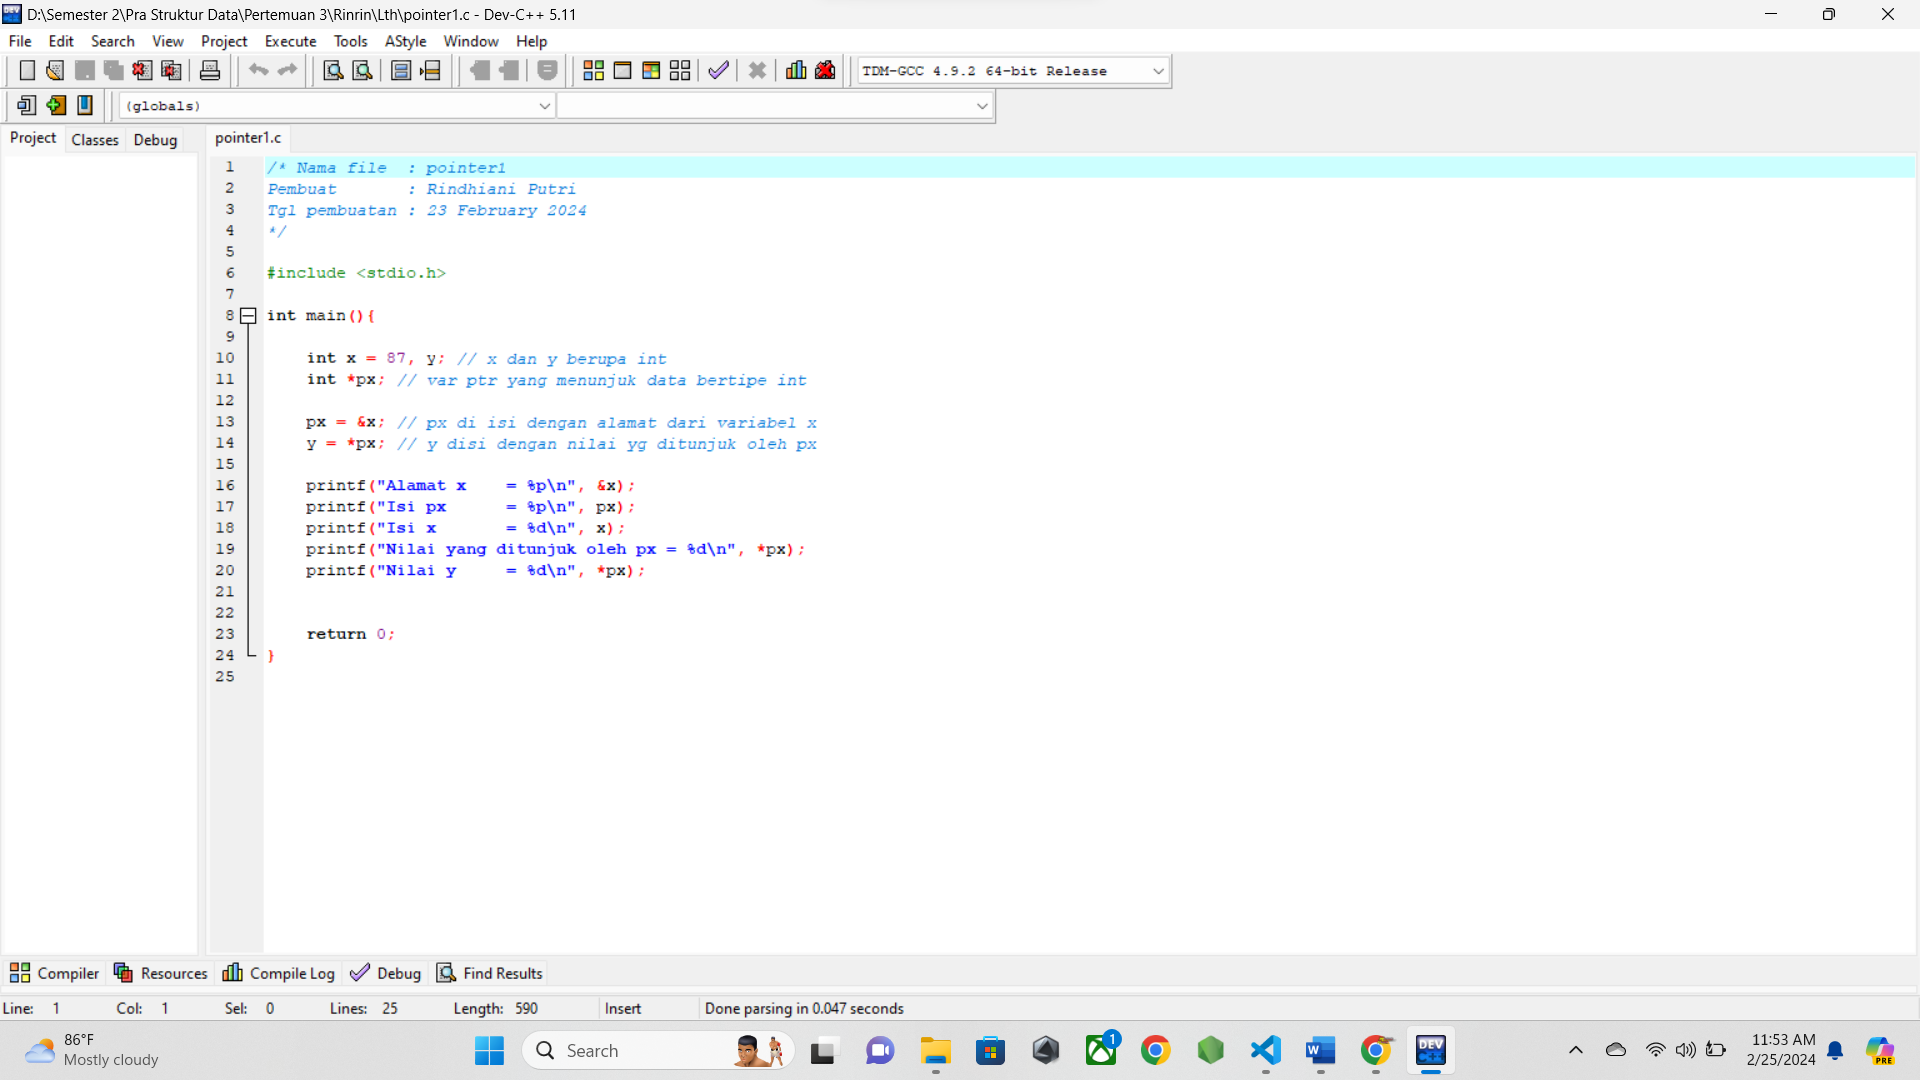 D:\Semester 2\Pra Struktur Data\Pertemuan 3\Rinrin\Lth\pointer1.c - Dev-C++ 5.11
File Edit Search View Project Execute Tools AStyle Window Help
TDM-GCC 4.9.2 64-bit Release
(globals)
Project Classes Debug pointer1.c
1 /* Nama file  : pointer1
2 Pembuat       : Rindhiani Putri
3 Tgl pembuatan : 23 February 2024
4 */
5
6 #include <stdio.h>
7
8 int main(){
9
10     int x = 87, y; // x dan y berupa int
11     int *px; // var ptr yang menunjuk data bertipe int
12
13     px = &x; // px di isi dengan alamat dari variabel x
14     y = *px; // y disi dengan nilai yg ditunjuk oleh px
15
16     printf("Alamat x    = %p\n", &x);
17     printf("Isi px      = %p\n", px);
18     printf("Isi x       = %d\n", x);
19     printf("Nilai yang ditunjuk oleh px = %d\n", *px);
20     printf("Nilai y     = %d\n", *px);
21
22
23     return 0;
24 }
25
Compiler Resources Compile Log Debug Find Results
Line: 1 Col: 1 Sel: 0 Lines: 25 Length: 590 Insert Done parsing in 0.047 seconds
86°F
Mostly cloudy
Search
1
DEV C++
11:53 AM
2/25/2024
PRE